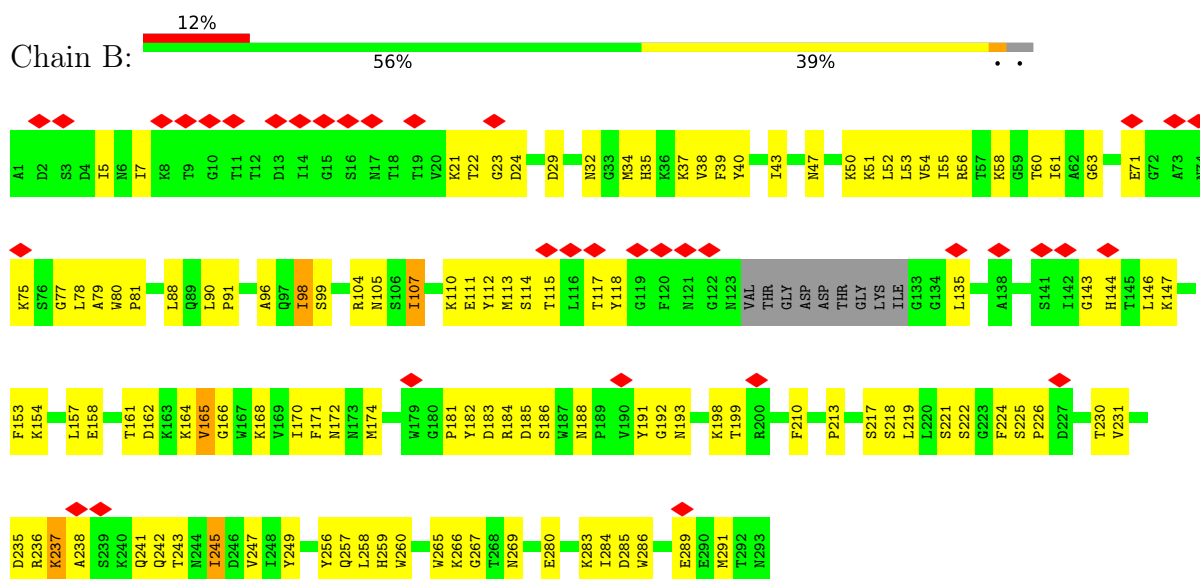 12%
Chain B:
56% 39% • •
A1 D2 S3 D4 I5 N6 I7 K8 T9 G10 T11 T12 D13 I14 G15 S16 N17 T18 T19 V20 K21 T22 G23 D24 D29 N32 G33 M34 H35 K36 K37 V38 F39 Y40 I43 N47 K50 K51 L52 L53 V54 I55 R56 T57 K58 G59 T60 I61 A62 G63 E71 G72 A73 N74
K75 S76 G77 L78 A79 W80 P81 L88 Q89 L90 P91 A96 Q97 I98 S99 R104 N105 S106 I107 K110 E111 Y112 M113 S114 T115 L116 T117 Y118 G119 F120 N121 G122 N123 VAL THR GLY ASP ASP THR GLY LYS ILE G133 G134 L135 A138 S141 I142 G143 H144 T145 L146 K147
F153 K154 L157 E158 T161 D162 K163 K164 V165 G166 W167 K168 V169 I170 F171 N172 N173 M174 W179 G180 P181 Y182 D183 R184 D185 S186 W187 N188 P189 V190 Y191 G192 N193 K198 T199 R200 F210 P213 S217 S218 L219 L220 S221 S222 G223 F224 S225 P226 D227 T230 V231
D235 R236 K237 A238 S239 K240 Q241 Q242 T243 N244 I245 D246 V247 I248 Y249 Y256 Q257 L258 H259 W260 W265 K266 G267 T268 N269 E280 K283 I284 D285 W286 E289 E290 M291 T292 N293